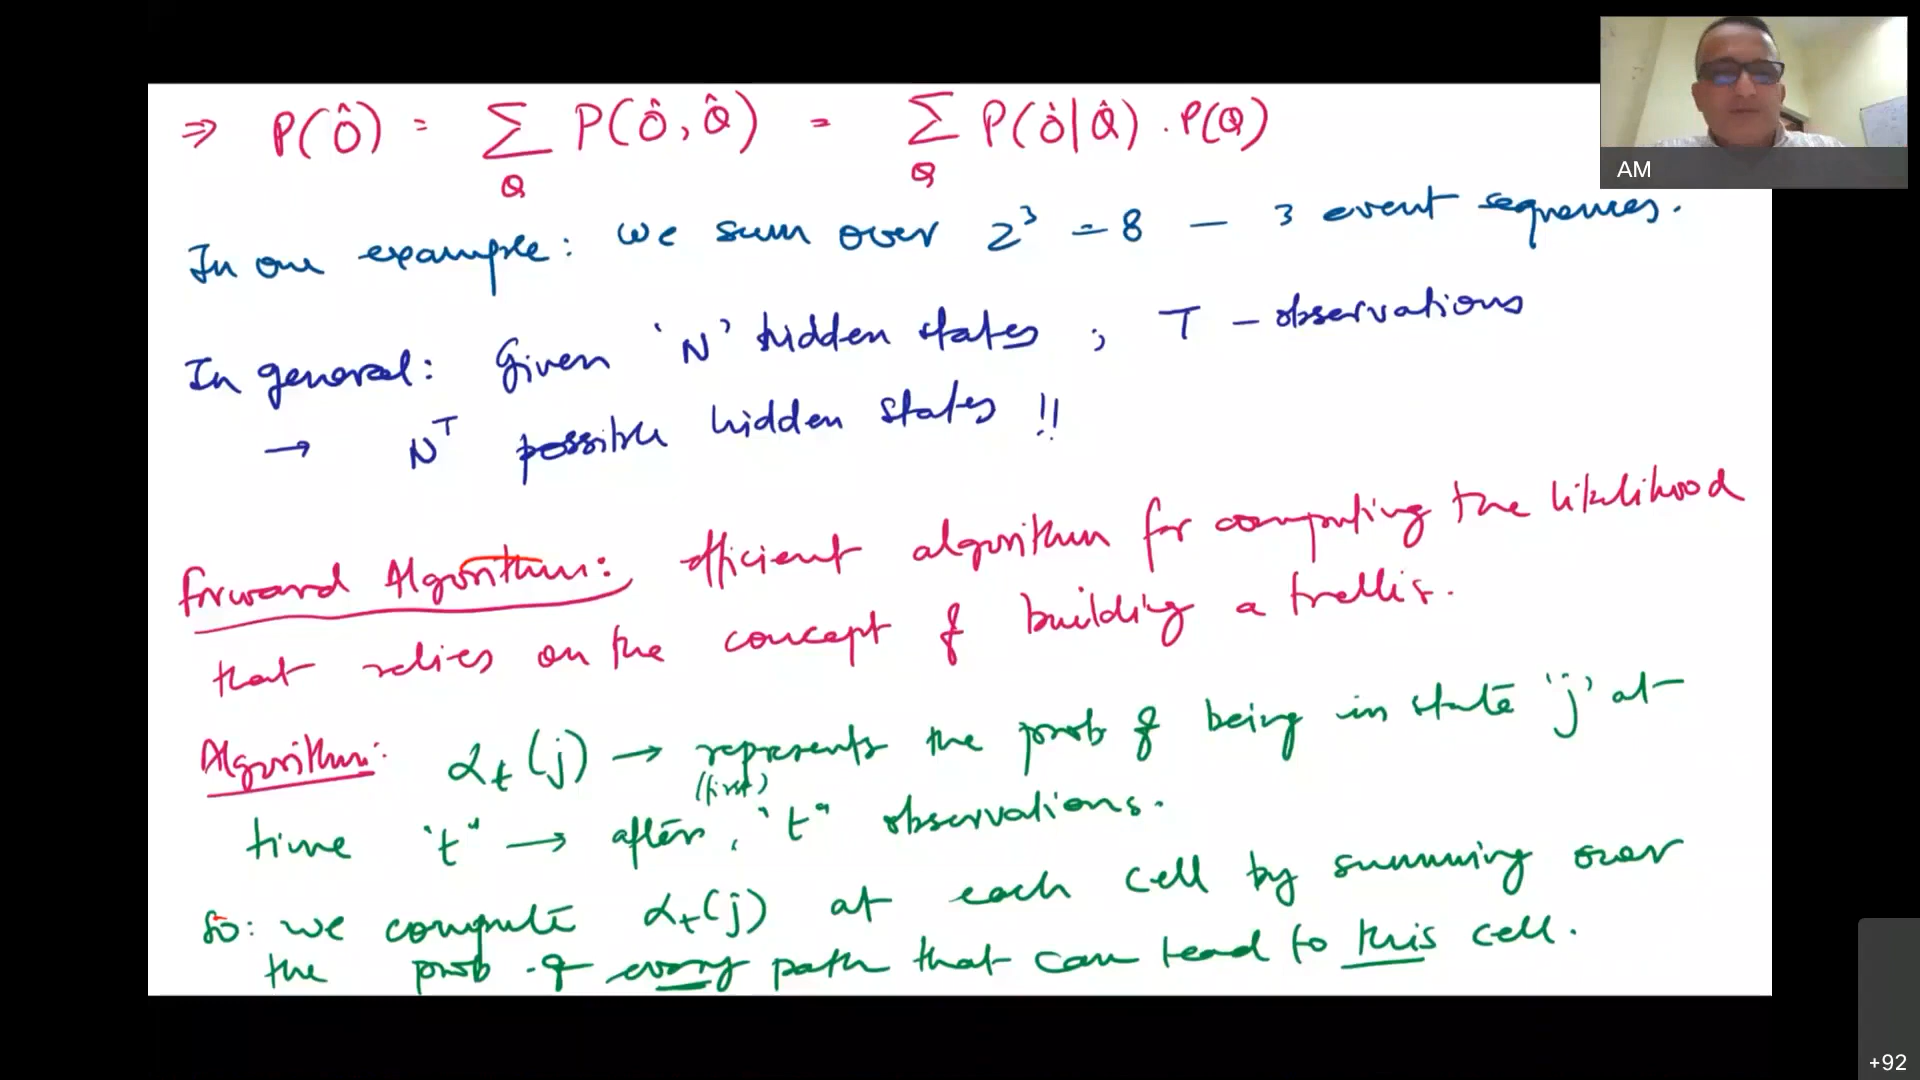 ⇒ P(Ô) = Σ_Q P(Ô, Q̂) = Σ_Q P(Ô|Q̂) . P(Q)
In our example: we sum over 2³ = 8 — 3 event sequences.
In general: Given 'N' hidden states ; T - observations
→ N^T possible hidden states !!
Forward Algorithm: efficient algorithm for computing the likelihood
that relies on the concept of building a trellis.
Algorithm: α_t(j) → represents the prob of being in state 'j' at
time "t" → after (first) "t" observations.
So: we compute α_t(j) at each cell by summing over
the prob of every path that can lead to this cell.
AM
+92